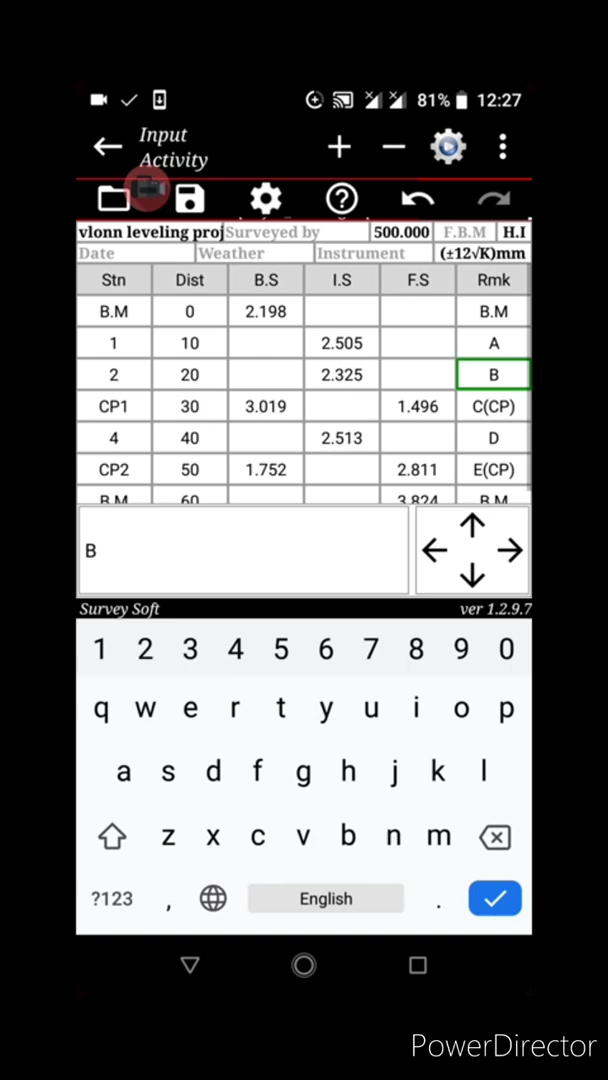 81% 12:27
Input
Activity
vlonn leveling proj Surveyed by 500.000 F.B.M H.I
Date Weather Instrument (±12√K)mm
Stn Dist B.S I.S F.S Rmk
B.M 0 2.198 B.M
1 10 2.505 A
2 20 2.325 B
CP1 30 3.019 1.496 C(CP)
4 40 2.513 D
CP2 50 1.752 2.811 E(CP)
B.M 60 3.824 B.M
B
Survey Soft ver 1.2.9.7
1 2 3 4 5 6 7 8 9 0
q w e r t y u i o p
a s d f g h j k l
z x c v b n m
?123 , English .
PowerDirector